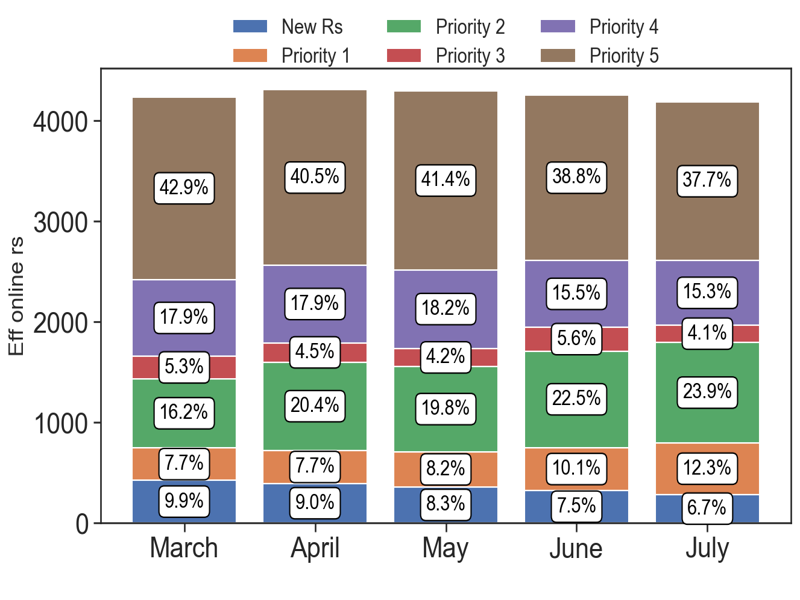 New Rs Priority 2 Priority 4
Priority 1 Priority 3 Priority 5
Eff online rs
4000
3000
2000
1000
0
42.9% 40.5% 41.4% 38.8% 37.7%
17.9% 17.9% 18.2% 15.5% 15.3%
5.3% 4.5% 4.2% 5.6% 4.1%
16.2% 20.4% 19.8% 22.5% 23.9%
7.7% 7.7% 8.2% 10.1% 12.3%
9.9% 9.0% 8.3% 7.5% 6.7%
March April May June July